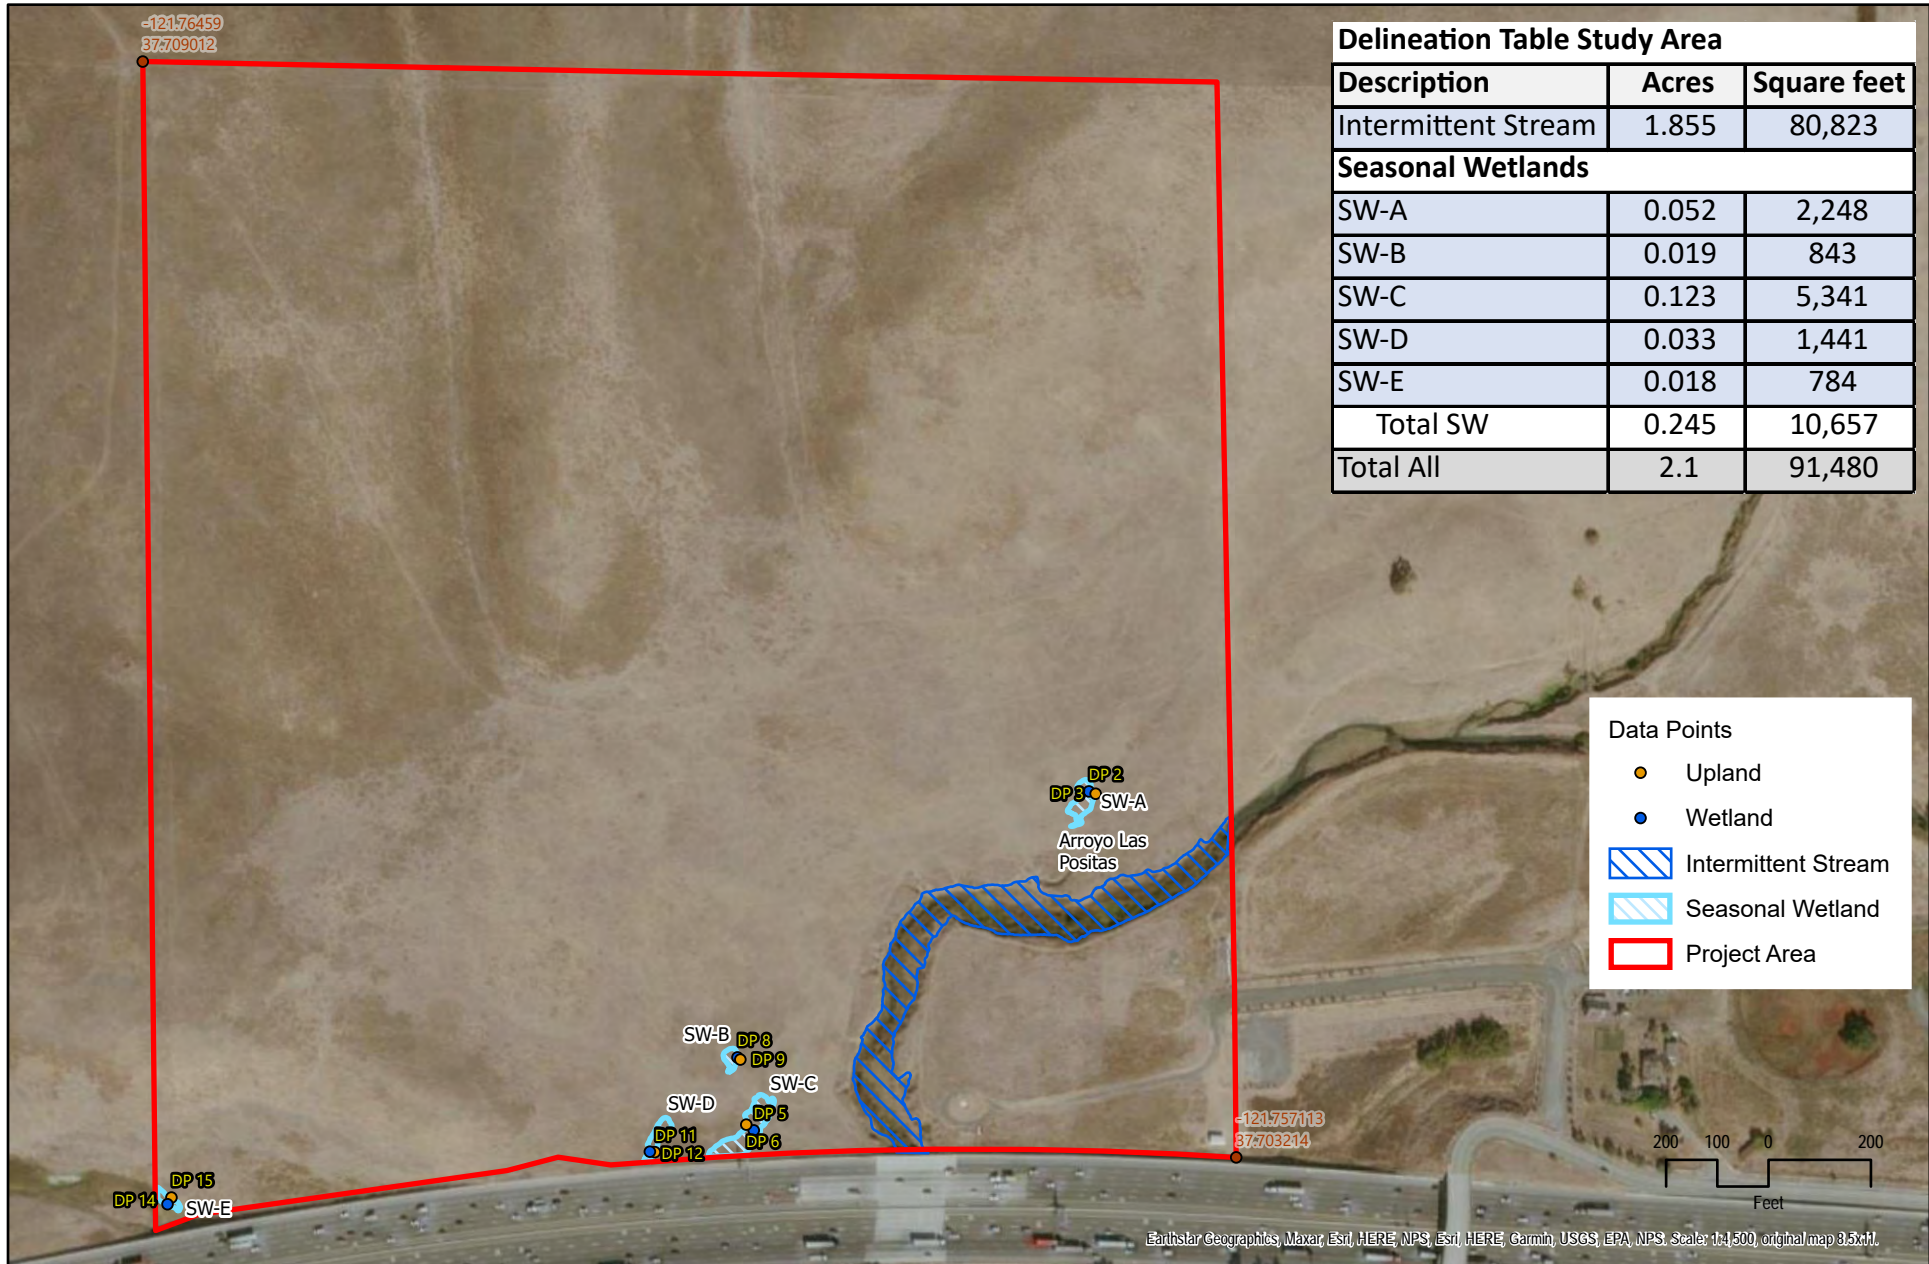 -121.76459
37.709012
Delineation Table Study Area
Description Acres Square feet
Intermittent Stream 1.855 80,823
Seasonal Wetlands
SW-A 0.052 2,248
SW-B 0.019 843
SW-C 0.123 5,341
SW-D 0.033 1,441
SW-E 0.018 784
Total SW 0.245 10,657
Total All 2.1 91,480
Data Points
Upland
Wetland
Intermittent Stream
Seasonal Wetland
Project Area
DP 2
DP 3
SW-A
Arroyo Las
Positas
SW-B
DP 8
DP 9
SW-C
SW-D
DP 5
DP 6
DP 11
DP 12
DP 15
DP 14
SW-E
-121.757113
37.703214
200 100 0 200
Feet
Earthstar Geographics, Maxar, Esri, HERE, NPS, Esri, HERE, Garmin, USGS, EPA, NPS. Scale: 1:4,500, original map 8.5x11.